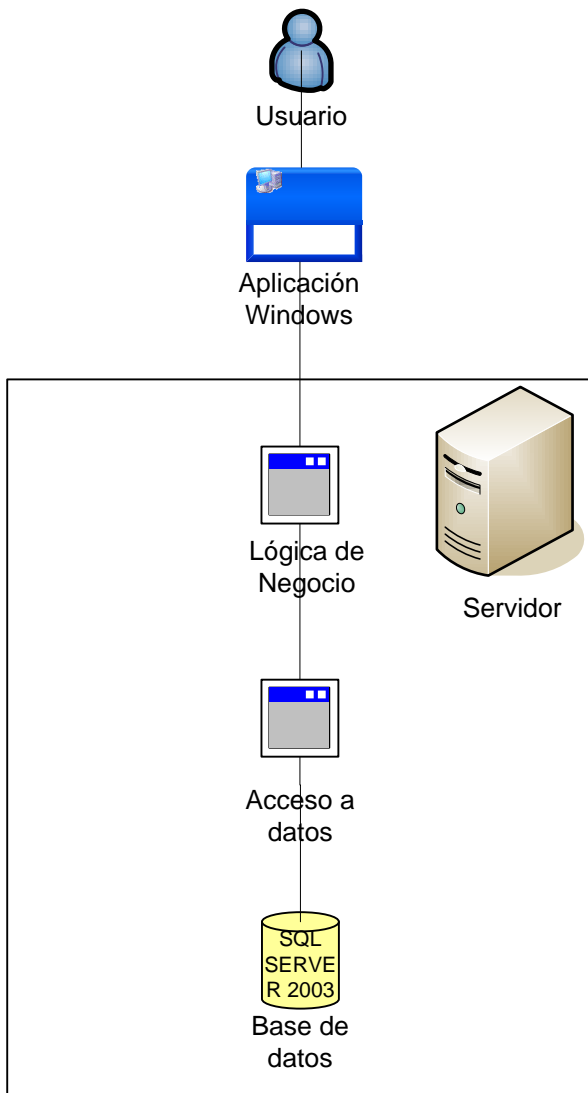 Usuario
Aplicación
Windows
Lógica de
Negocio
Servidor
Acceso a
datos
SQL
SERVE
R 2003
Base de
datos